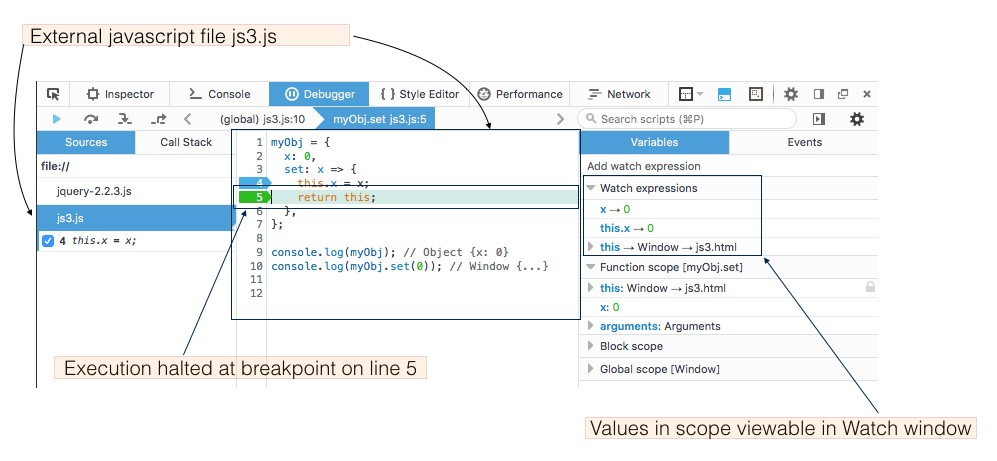 External javascript file js3.js
Inspector
Console
Debugger
{ } Style Editor
Performance
Network
(global) js3.js:10
myObj.set js3.js:5
Search scripts (⌘P)
Sources
Call Stack
Variables
Events
file://
jquery-2.2.3.js
js3.js
4 this.x = x;
1 myObj = {
2 x: 0,
3 set: x => {
4 this.x = x;
5 return this;
6 },
7 };
8
9 console.log(myObj); // Object {x: 0}
10 console.log(myObj.set(0)); // Window {...}
11
12
Add watch expression
Watch expressions
x → 0
this.x → 0
this → Window → js3.html
Function scope [myObj.set]
this: Window → js3.html
x: 0
arguments: Arguments
Block scope
Global scope [Window]
Execution halted at breakpoint on line 5
Values in scope viewable in Watch window